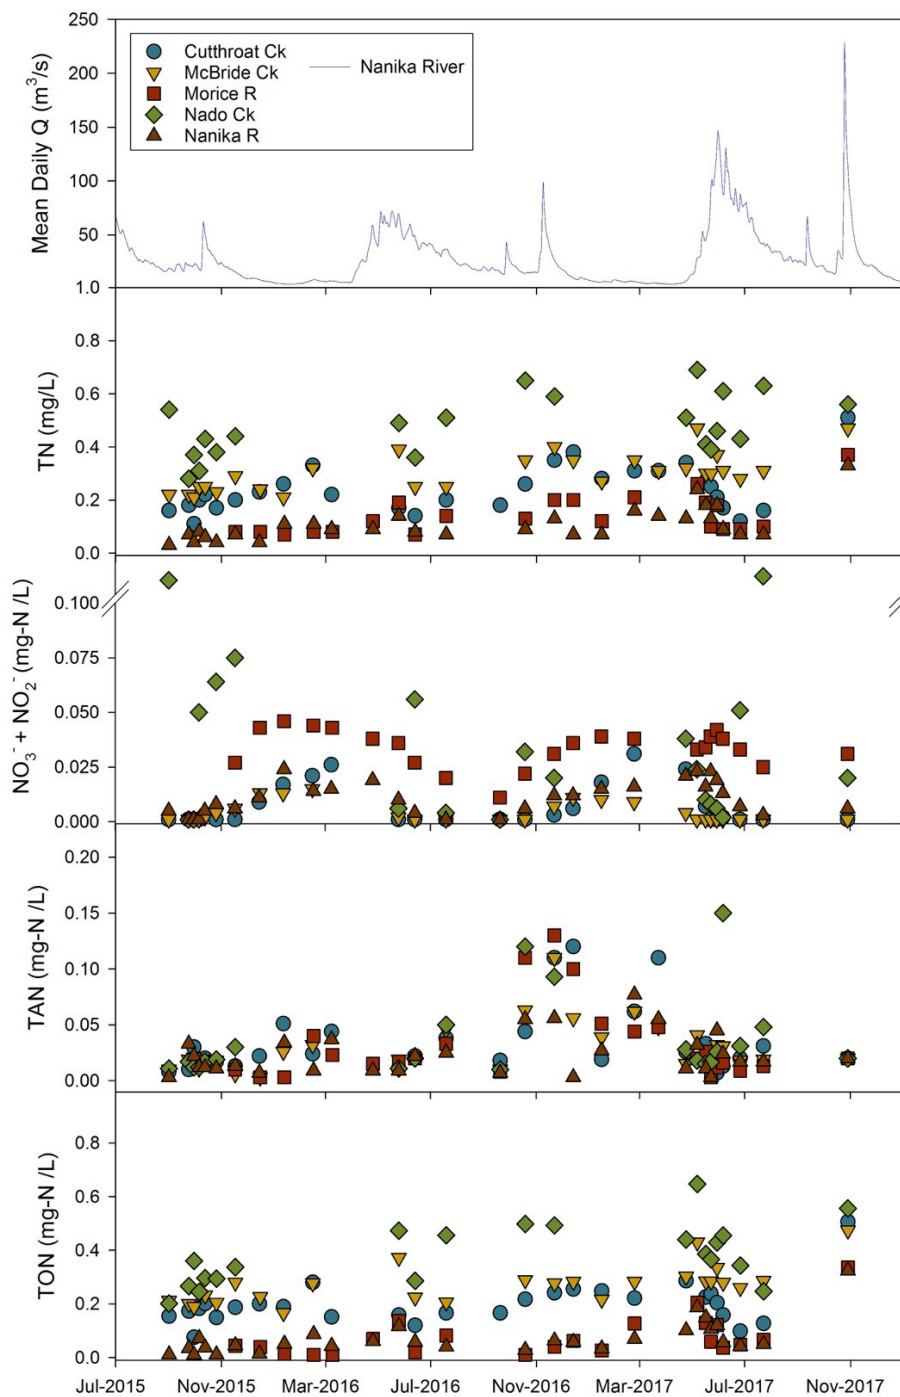 250
200
150
100
50
1.0
Mean Daily Q (m³/s)
Cutthroat Ck
McBride Ck
Morice R
Nado Ck
Nanika R
Nanika River
0.8
0.6
0.4
0.2
0.0
TN (mg/L)
0.100
0.075
0.050
0.025
0.000
NO₃⁻ + NO₂⁻ (mg-N /L)
0.20
0.15
0.10
0.05
0.00
TAN (mg-N /L)
0.8
0.6
0.4
0.2
0.0
TON (mg-N /L)
Jul-2015 Nov-2015 Mar-2016 Jul-2016 Nov-2016 Mar-2017 Jul-2017 Nov-2017